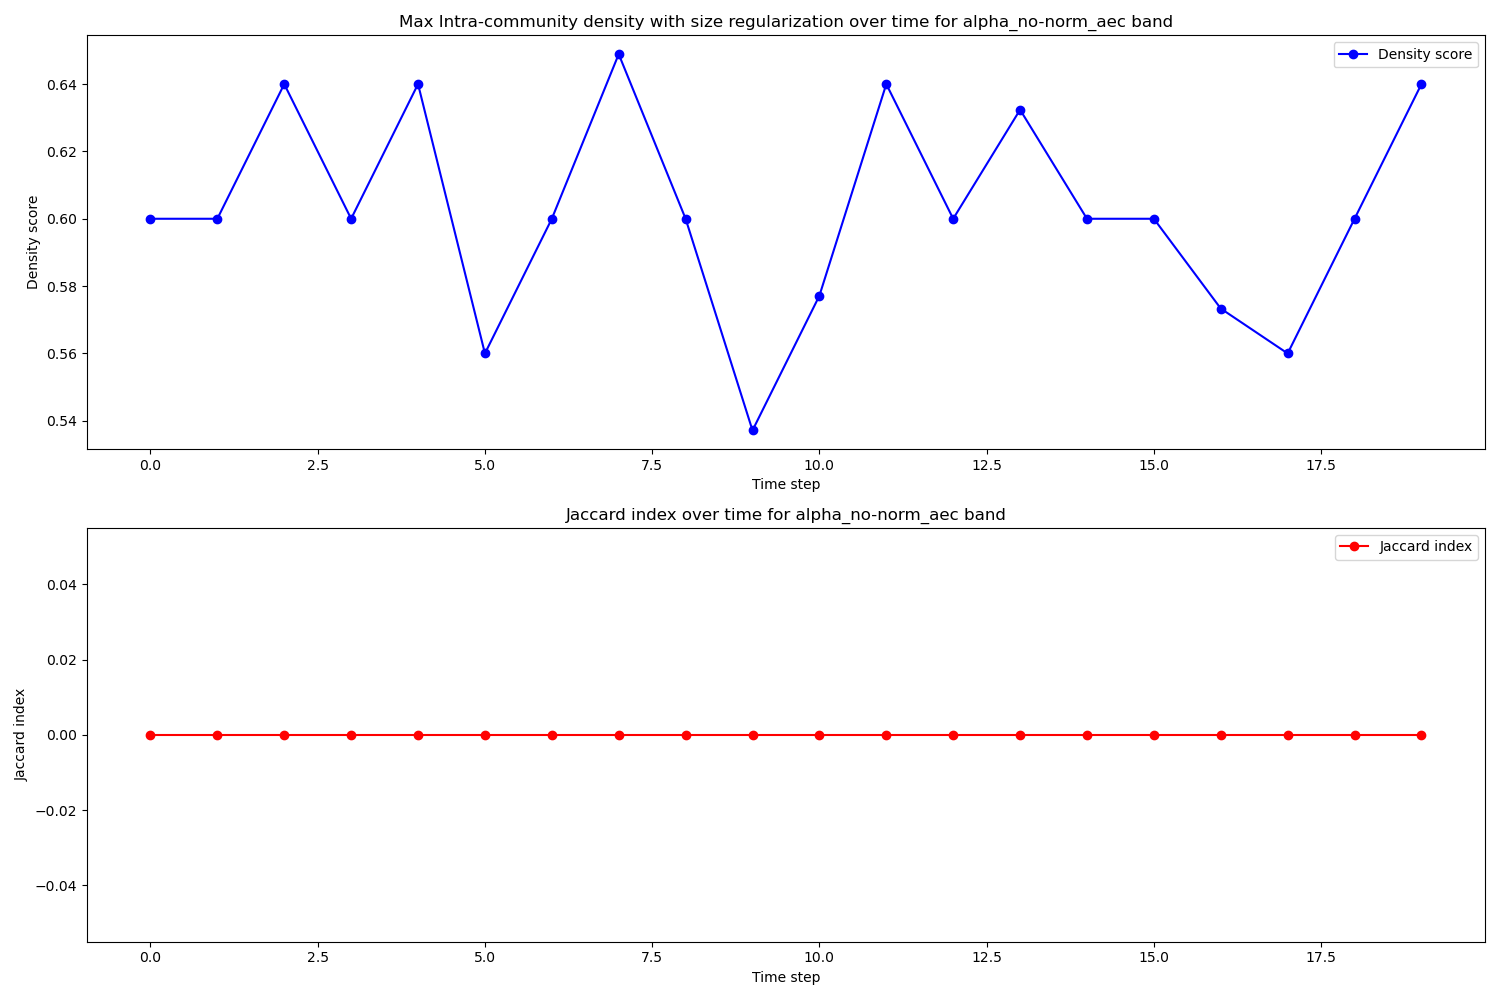 Max Intra-community density with size regularization over time for alpha_no-norm_aec band
Density score
0.64
0.62
0.60
0.58
0.56
0.54
Density score
0.0 2.5 5.0 7.5 10.0 12.5 15.0 17.5
Time step
Jaccard index over time for alpha_no-norm_aec band
Jaccard index
0.04
0.02
0.00
−0.02
−0.04
Jaccard index
0.0 2.5 5.0 7.5 10.0 12.5 15.0 17.5
Time step